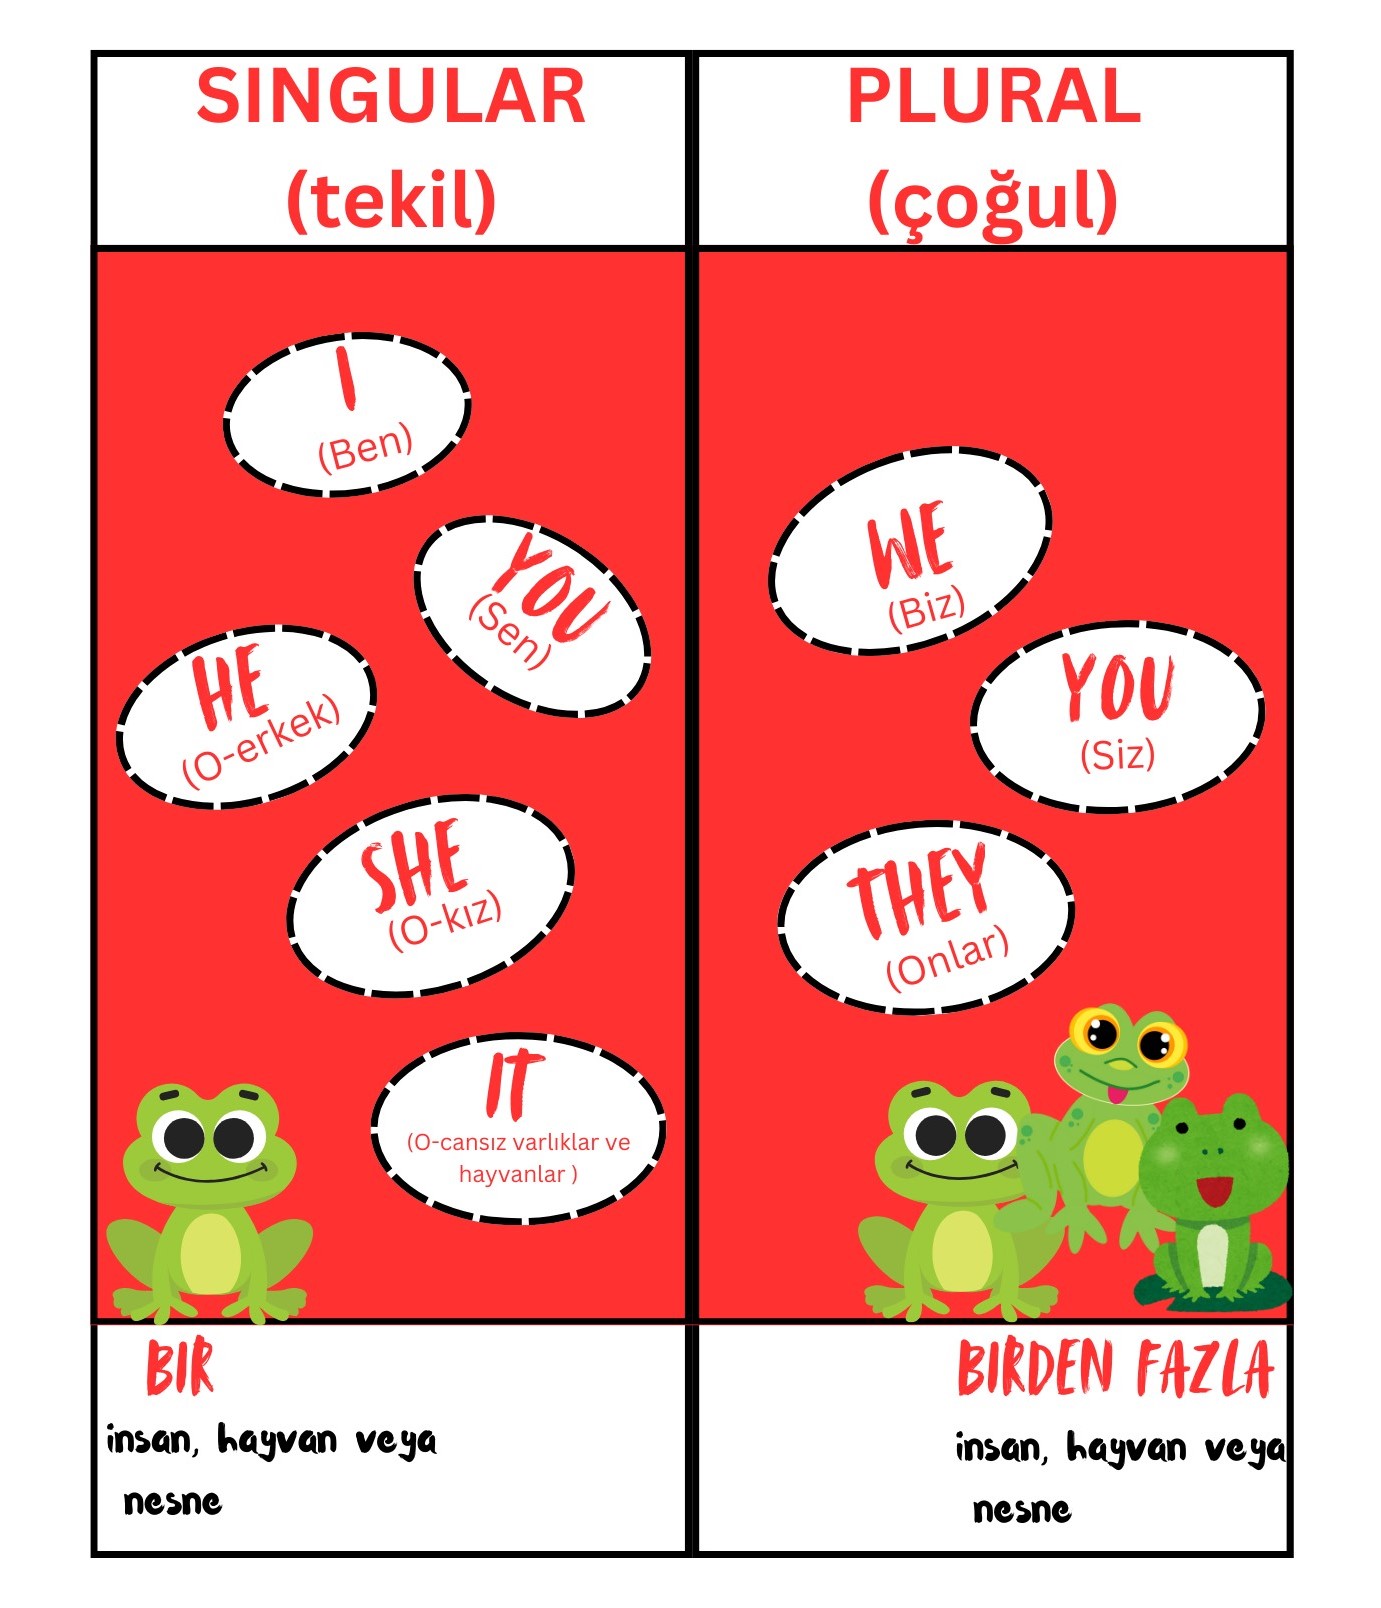 SINGULAR
(tekil)
PLURAL
(çoğul)
I
(Ben)
YOU
(Sen)
HE
(O-erkek)
SHE
(O-kız)
IT
(O-cansız varlıklar ve
hayvanlar )
WE
(Biz)
YOU
(Siz)
THEY
(Onlar)
BIR
insan, hayvan veya
nesne
BIRDEN FAZLA
insan, hayvan veya
nesne